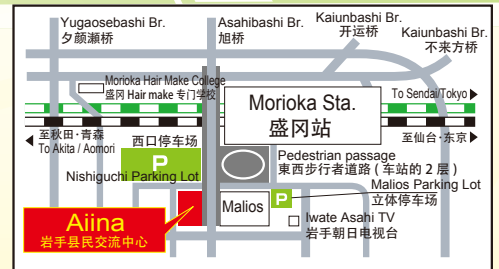 Yugaosebashi Br.
夕颜瀬桥
Asahibashi Br.
旭桥
Kaiunbashi Br.
开运桥
Kaiunbashi Br.
不来方桥
Morioka Hair Make College
盛冈 Hair make 专门学校
Morioka Sta.
盛冈站
To Sendai/Tokyo
至秋田·青森
To Akita / Aomori
西口停车场
P
Nishiguchi Parking Lot
至仙台·东京
Pedestrian passage
東西步行者道路 ( 车站的 2 层 )
Malios Parking Lot
立体停车场
P
Malios
Iwate Asahi TV
岩手朝日电视台
Aiina
岩手县民交流中心